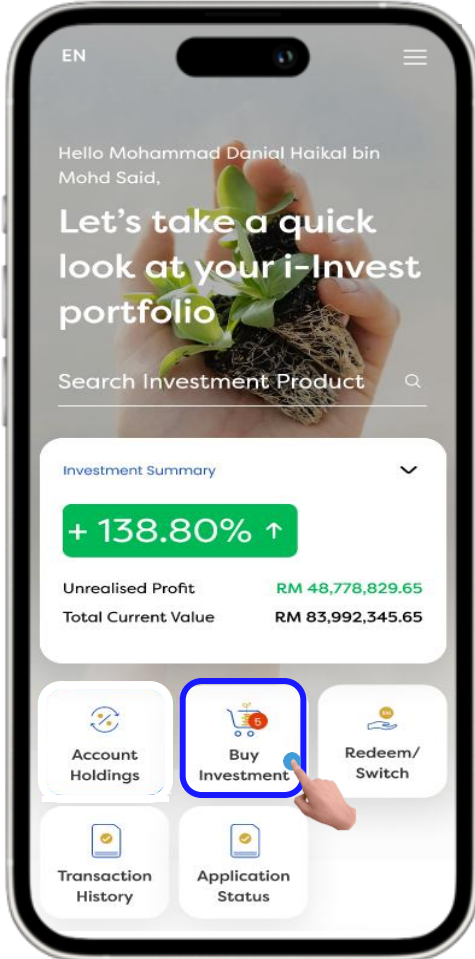 EN
Hello Mohammad Danial Haikal bin
Mohd Said,
Let's take a quick
look at your i-Invest
portfolio
Search Investment Product
Investment Summary
+ 138.80% ↑
Unrealised Profit RM 48,778,829.65
Total Current Value RM 83,992,345.65
5
Account
Holdings
Buy
Investment
Redeem/
Switch
Transaction
History
Application
Status